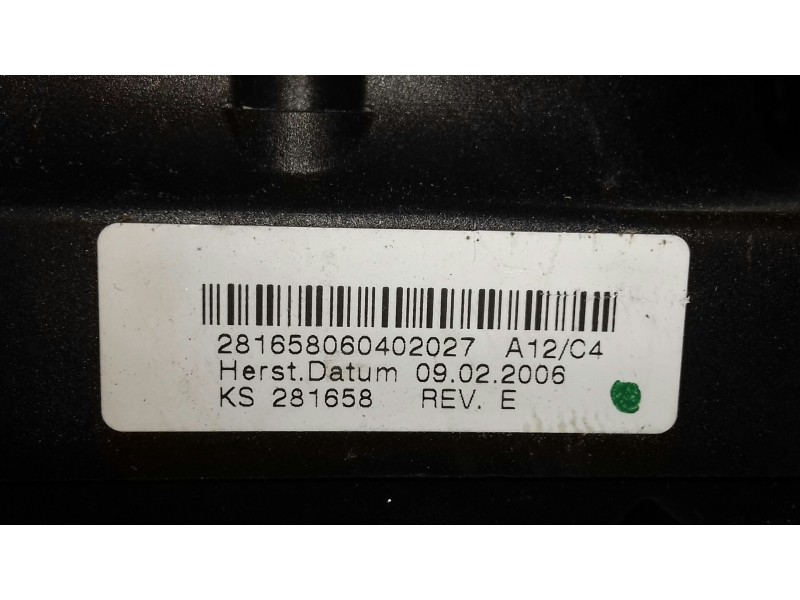 281658060402027 A12/C4
Herst.Datum 09.02.2006
KS 281658 REV. E